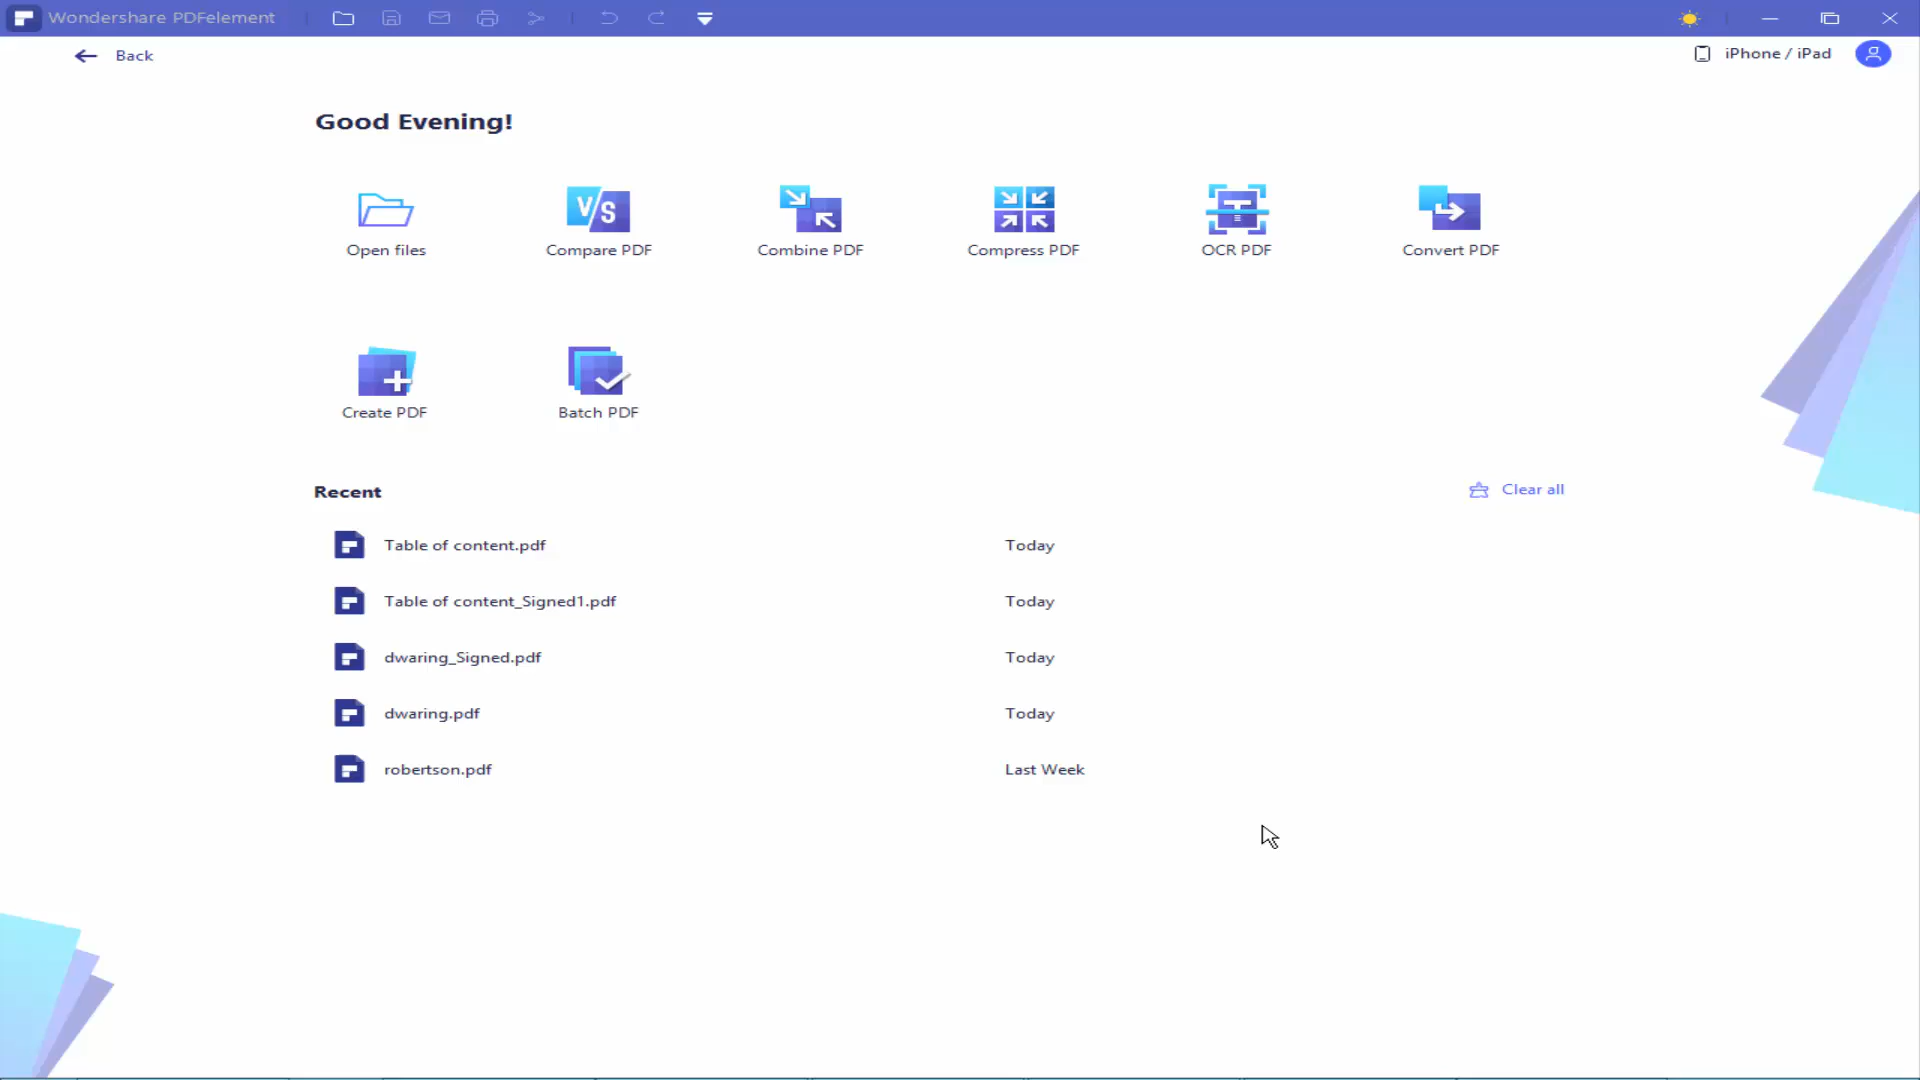 Wondershare PDFelement
Back
iPhone / iPad
Good Evening!
Open files
Compare PDF
Combine PDF
Compress PDF
OCR PDF
Convert PDF
Create PDF
Batch PDF
Recent
Clear all
Table of content.pdf Today
Table of content_Signed1.pdf Today
dwaring_Signed.pdf Today
dwaring.pdf Today
robertson.pdf Last Week